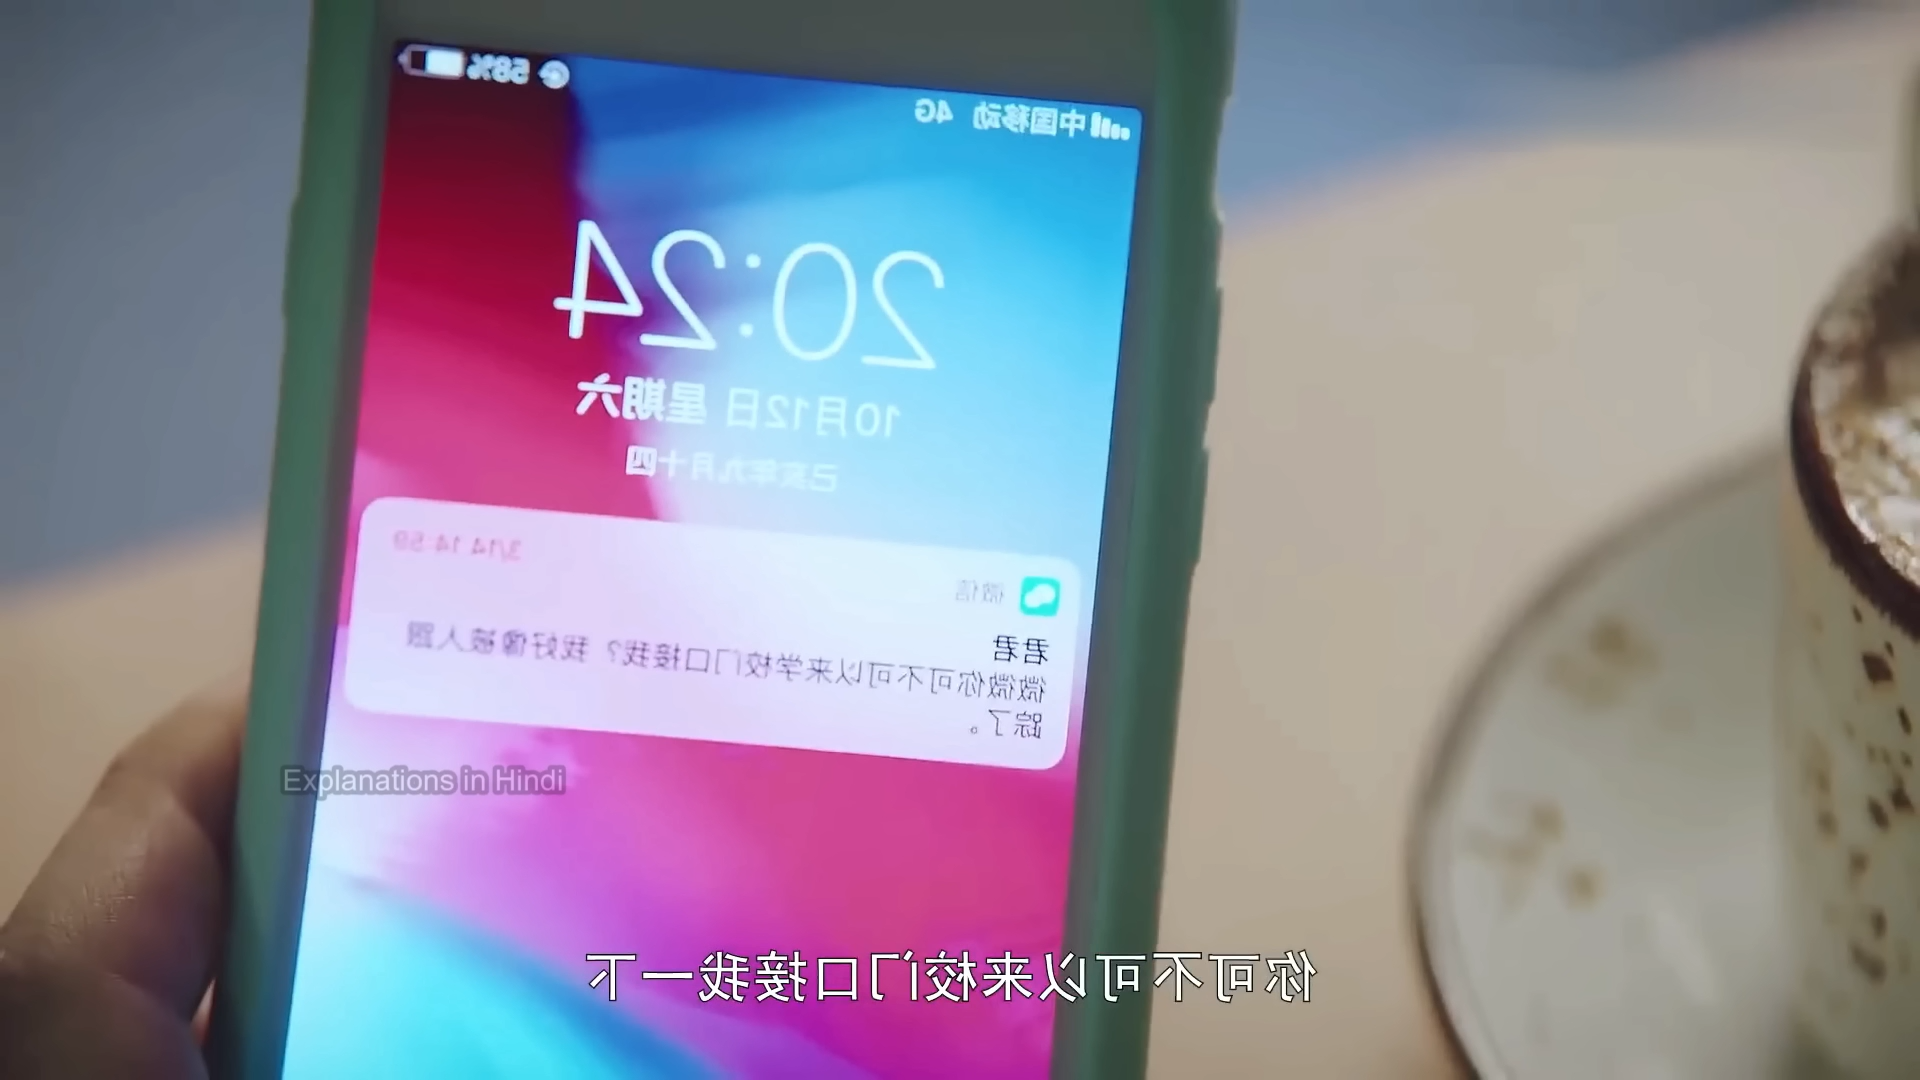 中国移动 4G
58%
20:24
10月12日 星期六
己亥年九月十四
微信
3/14 14:59
君君
微微你可不可以来学校门口接我？我好像被人跟
踪了。
Explanations in Hindi
你可不可以来校门口接我一下